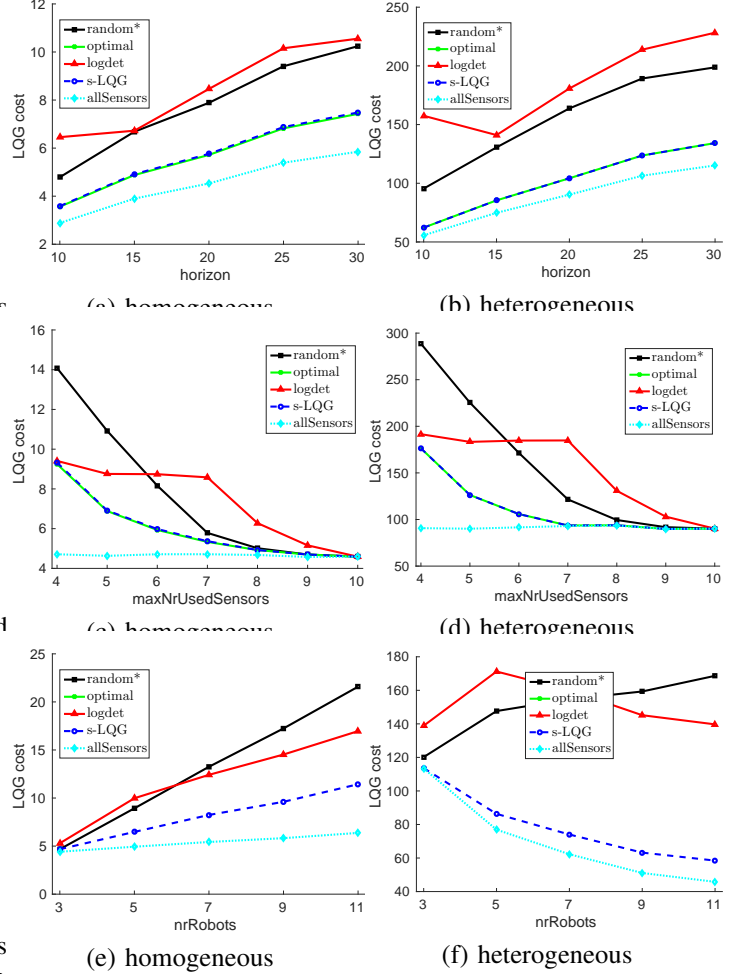 12
10
8
6
4
2
LQG cost
random*
optimal
logdet
s-LQG
allSensors
10 15 20 25 30
horizon
(a) homogeneous
250
200
150
100
50
LQG cost
random*
optimal
logdet
s-LQG
allSensors
10 15 20 25 30
horizon
(b) heterogeneous
s
16
14
12
10
8
6
4
LQG cost
random*
optimal
logdet
s-LQG
allSensors
4 5 6 7 8 9 10
maxNrUsedSensors
(c) homogeneous
300
250
200
150
100
50
LQG cost
random*
optimal
logdet
s-LQG
allSensors
4 5 6 7 8 9 10
maxNrUsedSensors
(d) heterogeneous
d
25
20
15
10
5
0
LQG cost
random*
optimal
logdet
s-LQG
allSensors
3 5 7 9 11
nrRobots
(e) homogeneous
180
160
140
120
100
80
60
40
LQG cost
random*
optimal
logdet
s-LQG
allSensors
3 5 7 9 11
nrRobots
(f) heterogeneous
s